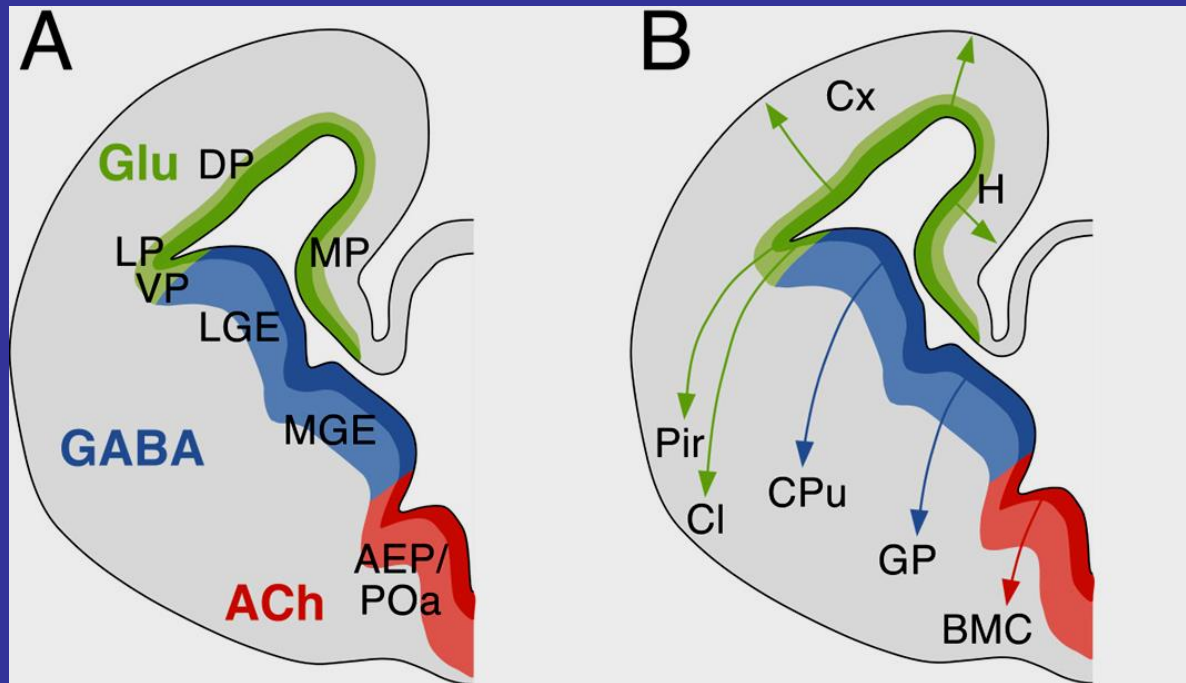 A
Glu DP
LP
VP
MP
LGE
MGE
GABA
AEP/
POa
ACh
B
Cx
H
Pir
Cl
CPu
GP
BMC